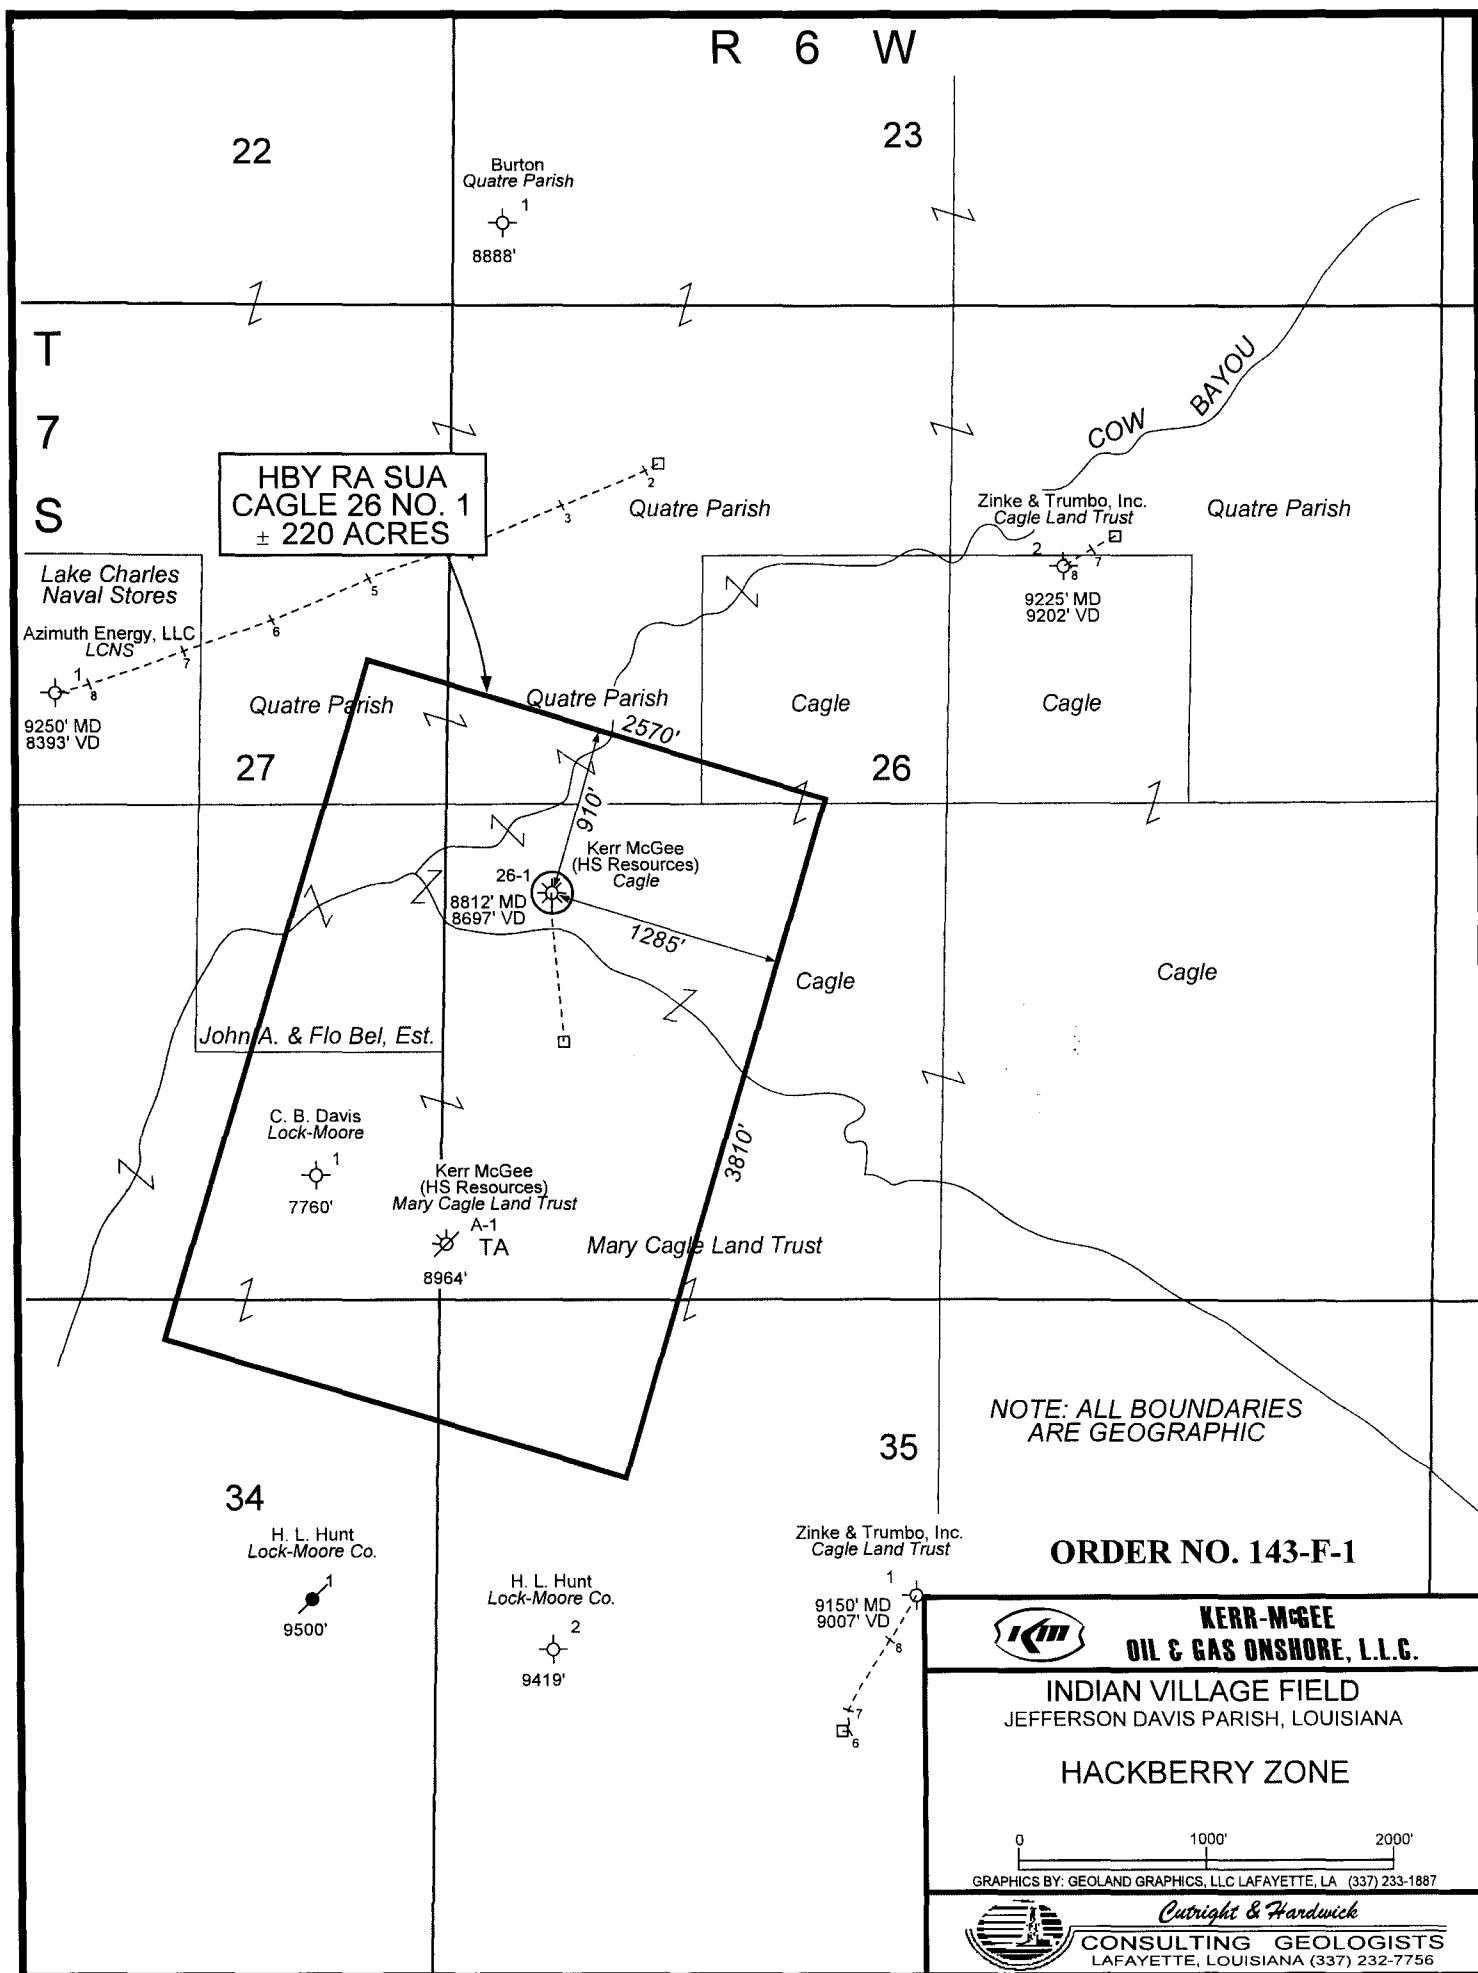 R 6 W
22
23
Burton
Quatre Parish
1
8888'
T
7
S
HBY RA SUA
CAGLE 26 NO. 1
± 220 ACRES
2
3
5
6
7
8
Quatre Parish
COW BAYOU
Zinke & Trumbo, Inc.
Cagle Land Trust
2
7
8
9225' MD
9202' VD
Quatre Parish
Lake Charles
Naval Stores
Azimuth Energy, LLC
LCNS
1
9250' MD
8393' VD
Quatre Parish
Quatre Parish
2570'
Cagle
Cagle
27
26
910'
Kerr McGee
(HS Resources)
Cagle
26-1
8812' MD
8697' VD
1285'
Cagle
Cagle
John A. & Flo Bel, Est.
C. B. Davis
Lock-Moore
1
7760'
3810'
Kerr McGee
(HS Resources)
Mary Cagle Land Trust
A-1
TA
8964'
Mary Cagle Land Trust
NOTE: ALL BOUNDARIES
ARE GEOGRAPHIC
35
34
H. L. Hunt
Lock-Moore Co.
1
9500'
H. L. Hunt
Lock-Moore Co.
2
9419'
Zinke & Trumbo, Inc.
Cagle Land Trust
1
9150' MD
9007' VD
8
7
6
ORDER NO. 143-F-1
KM
KERR-McGEE
OIL & GAS ONSHORE, L.L.C.
INDIAN VILLAGE FIELD
JEFFERSON DAVIS PARISH, LOUISIANA
HACKBERRY ZONE
0 1000' 2000'
GRAPHICS BY: GEOLAND GRAPHICS, LLC LAFAYETTE, LA (337) 233-1887
Cutright & Hardwick
CONSULTING GEOLOGISTS
LAFAYETTE, LOUISIANA (337) 232-7756